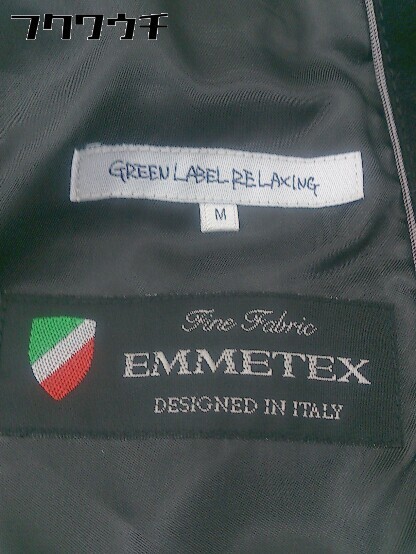 フクワウチ
GREEN LABEL RELAXING
M
Fine Fabric
EMMETEX
DESIGNED IN ITALY